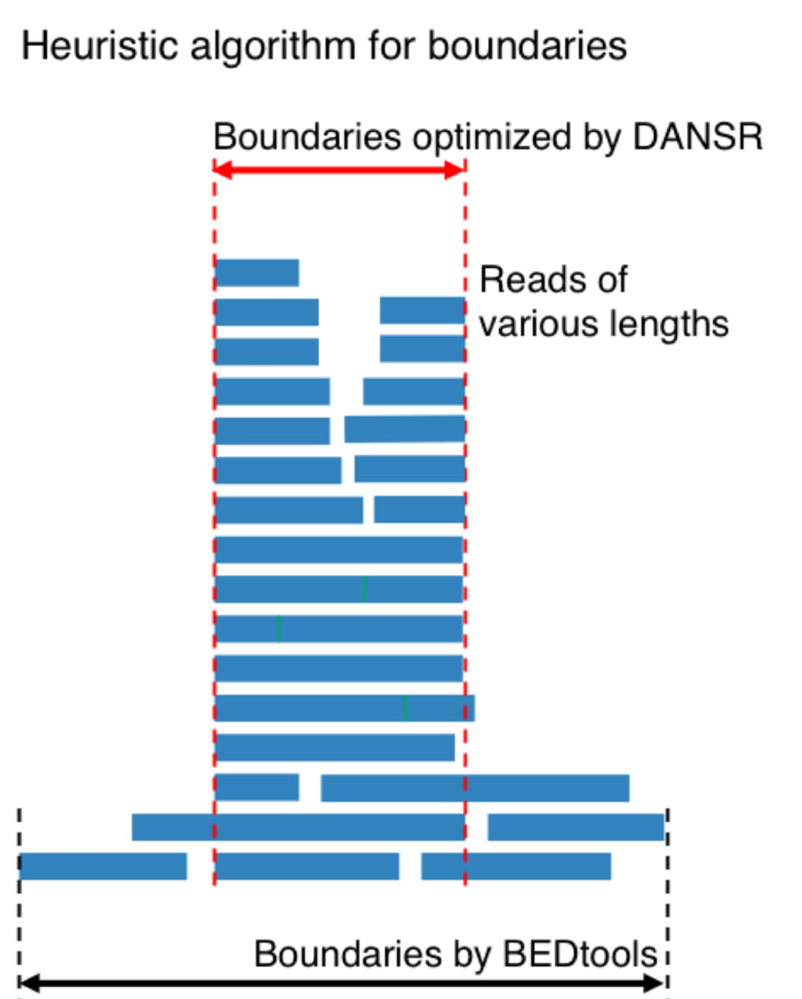 Heuristic algorithm for boundaries
Boundaries optimized by DANSR
Reads of
various lengths
Boundaries by BEDtools